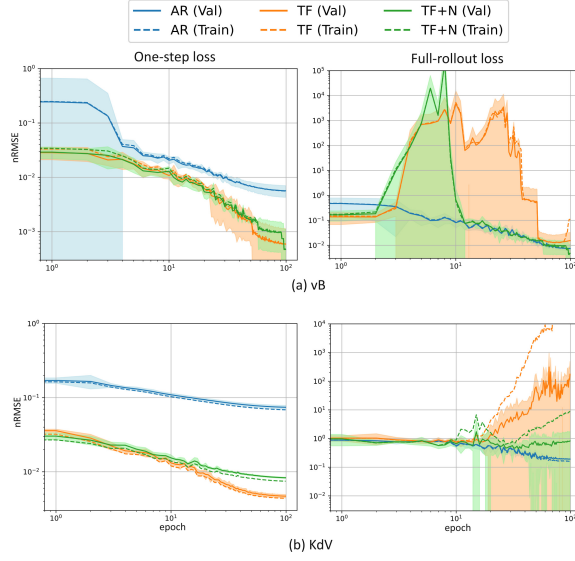 AR (Val) TF (Val) TF+N (Val)
AR (Train) TF (Train) TF+N (Train)
One-step loss Full-rollout loss
nRMSE
10⁰
10⁻¹
10⁻²
10⁻³
10⁰ 10¹ 10²
10⁵
10⁴
10³
10²
10¹
10⁰
10⁻¹
10⁻²
10⁰ 10¹ 10²
(a) vB
nRMSE
10⁰
10⁻¹
10⁻²
10⁰ 10¹ 10²
epoch
10⁴
10³
10²
10¹
10⁰
10⁻¹
10⁻²
10⁰ 10¹ 10²
epoch
(b) KdV